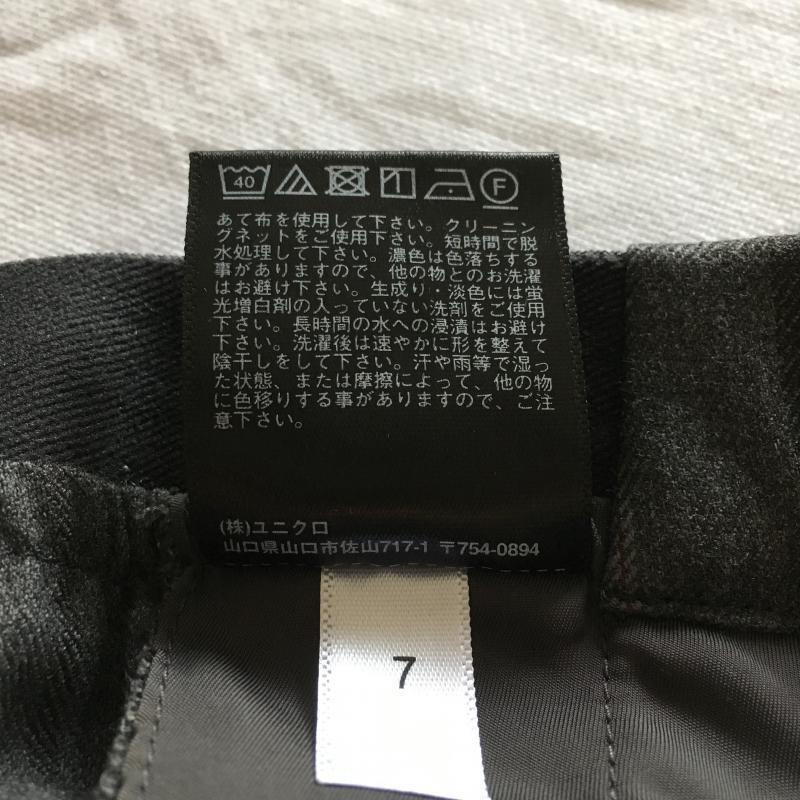 40 F
あて布を使用して下さい。クリーニン
グネットをご使用下さい。短時間で脱
水処理して下さい。濃色は色落ちする
事がありますので、他の物とのお洗濯
はお避け下さい。生成り・淡色には蛍
光増白剤の入っていない洗剤をご使用
下さい。長時間の水への浸漬はお避け
下さい。洗濯後は速やかに形を整えて
陰干しをして下さい。汗や雨等で湿っ
た状態、または摩擦によって、他の物
に色移りする事がありますので、ご注
意下さい。
(株)ユニクロ
山口県山口市佐山717-1 〒754-0894
7